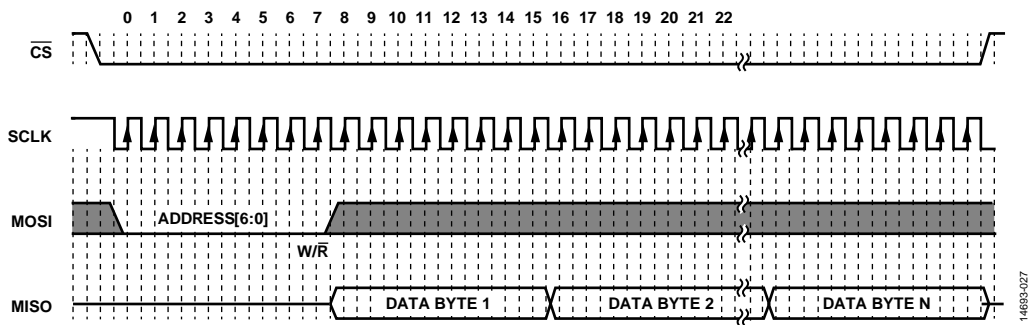 0 1 2 3 4 5 6 7 8 9 10 11 12 13 14 15 16 17 18 19 20 21 22
CS
SCLK
MOSI
ADDRESS[6:0]
W/R
MISO
DATA BYTE 1
DATA BYTE 2
DATA BYTE N
14693-027